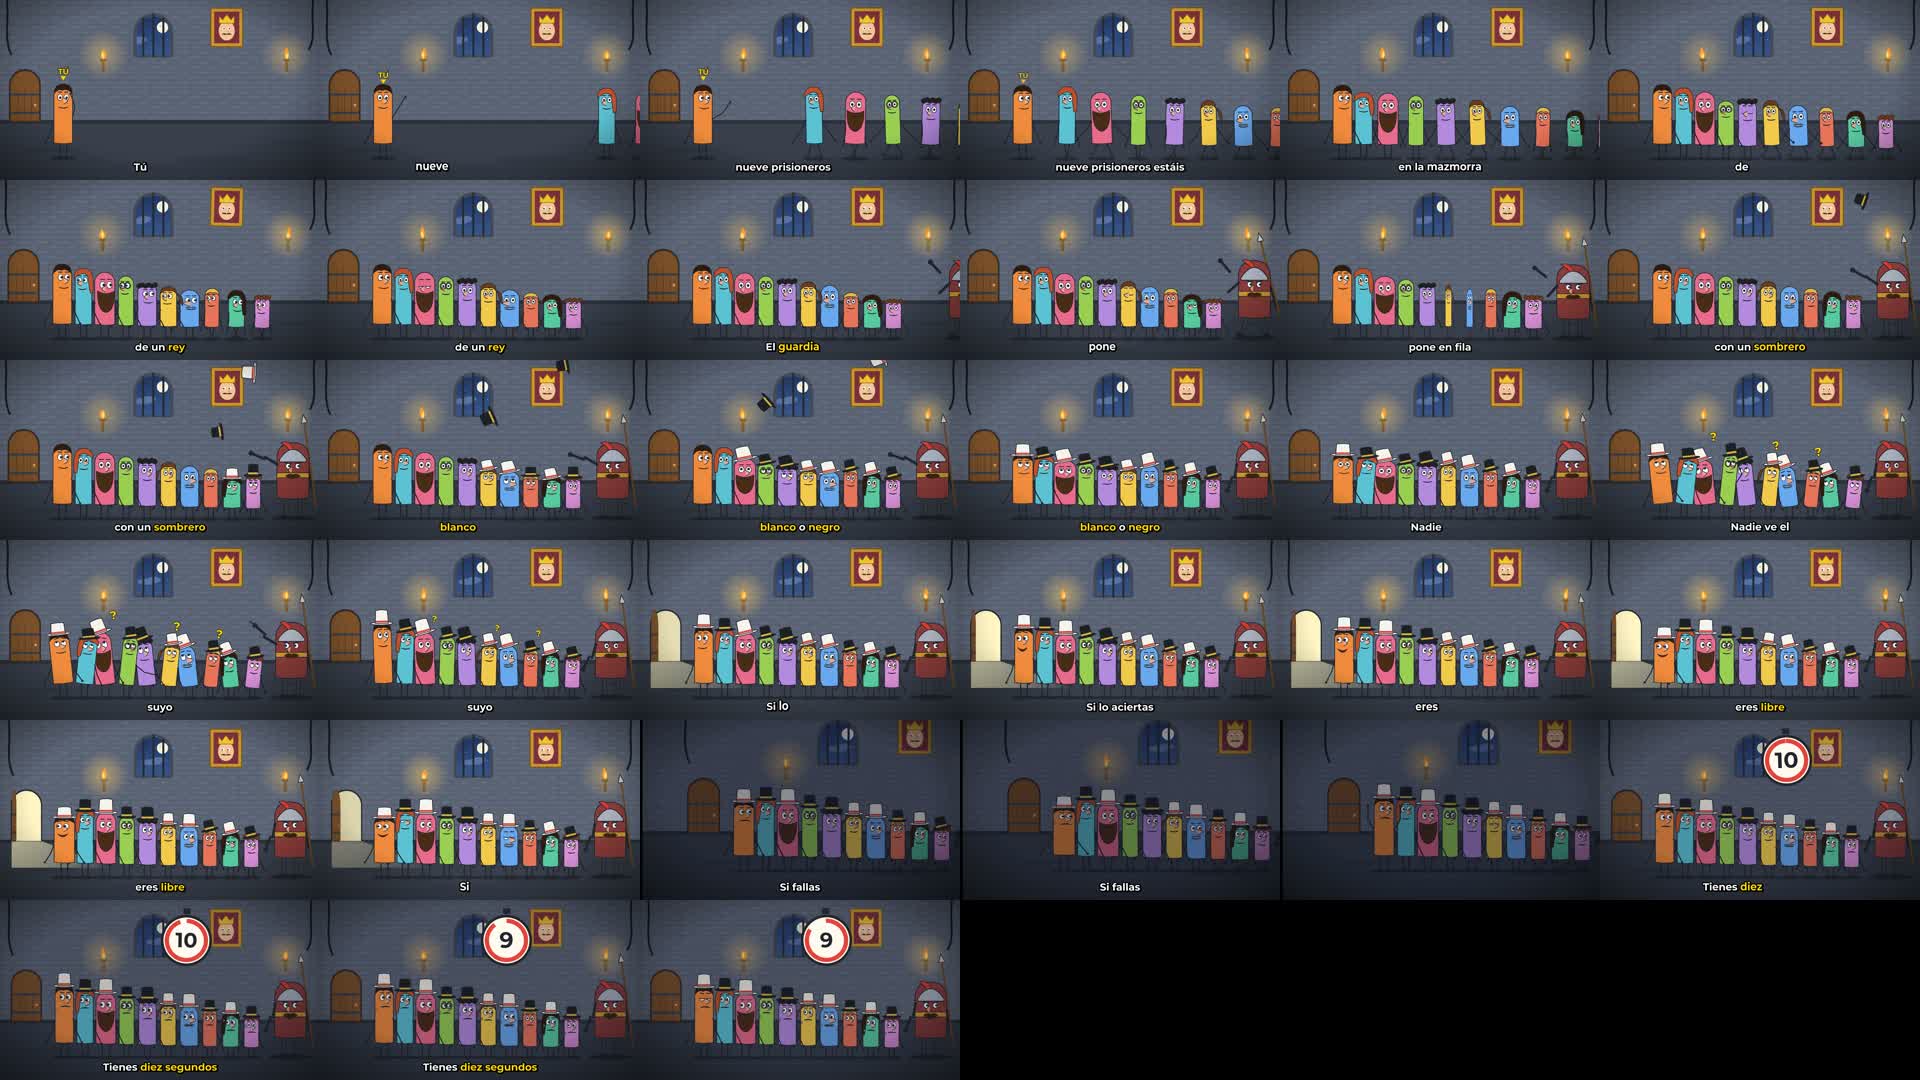 TÚ
Tú
TÚ
nueve
TÚ
nueve prisioneros
TÚ
nueve prisioneros estáis
en la mazmorra
de
de un rey
de un rey
El guardia
pone
pone en fila
con un sombrero
con un sombrero
blanco
blanco o negro
blanco o negro
Nadie
? ? ?
Nadie ve el
? ? ?
suyo
? ? ?
suyo
Si lo
Si lo aciertas
eres
eres libre
eres libre
Si
Si fallas
Si fallas
10
Tienes diez
10
Tienes diez segundos
9
Tienes diez segundos
9